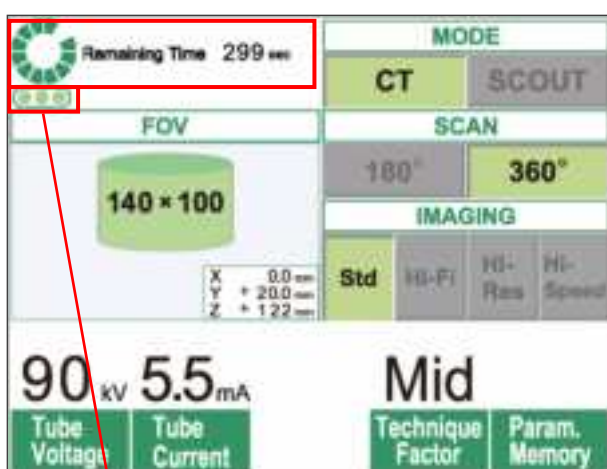 Remaining Time 299 sec
MODE
CT SCOUT
FOV
SCAN
180° 360°
140 × 100
IMAGING
Std Hi-Fi Hi-Res Hi-Speed
X 0.0 mm
Y + 20.0 mm
Z + 122 mm
90 kV 5.5 mA Mid
Tube Voltage Tube Current Technique Factor Param. Memory